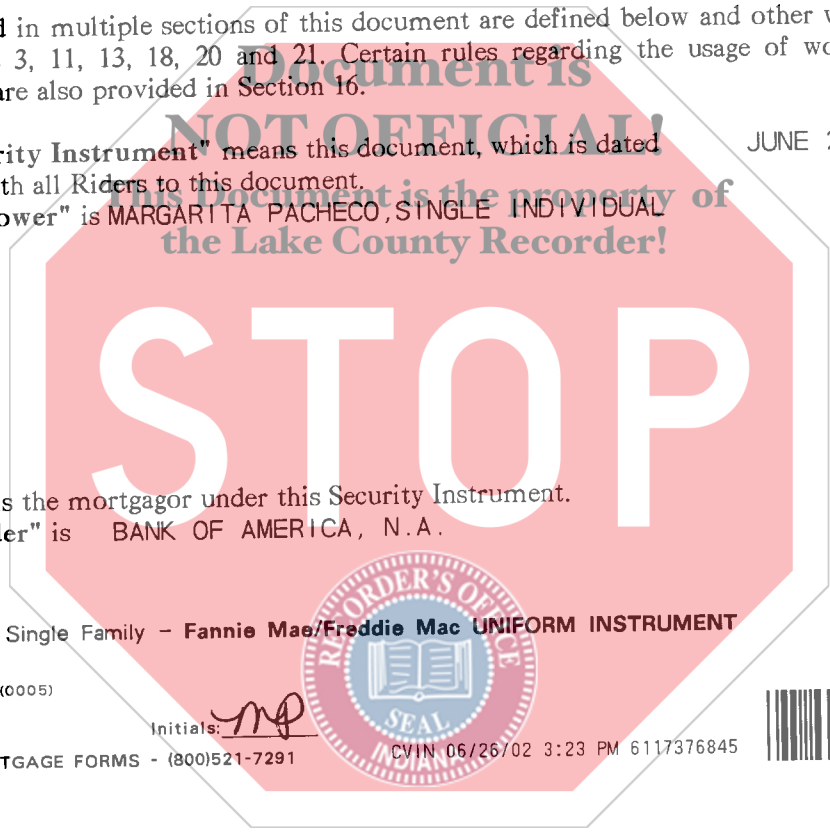 d in multiple sections of this document are defined below and other w
3, 11, 13, 18, 20 and 21. Certain rules regarding the usage of wo
are also provided in Section 16.
Document is
NOT OFFICIAL!
This Document is the property of
the Lake County Recorder!
rity Instrument" means this document, which is dated JUNE 2
th all Riders to this document.
ower" is MARGARITA PACHECO, SINGLE INDIVIDUAL
STOP
s the mortgagor under this Security Instrument.
der" is BANK OF AMERICA, N.A.
RECORDER'S OFFICE
SEAL
INDIANA
Single Family - Fannie Mae/Freddie Mac UNIFORM INSTRUMENT
(0005)
Initials: MP
TGAGE FORMS - (800)521-7291
CVIN 06/26/02 3:23 PM 6117376845